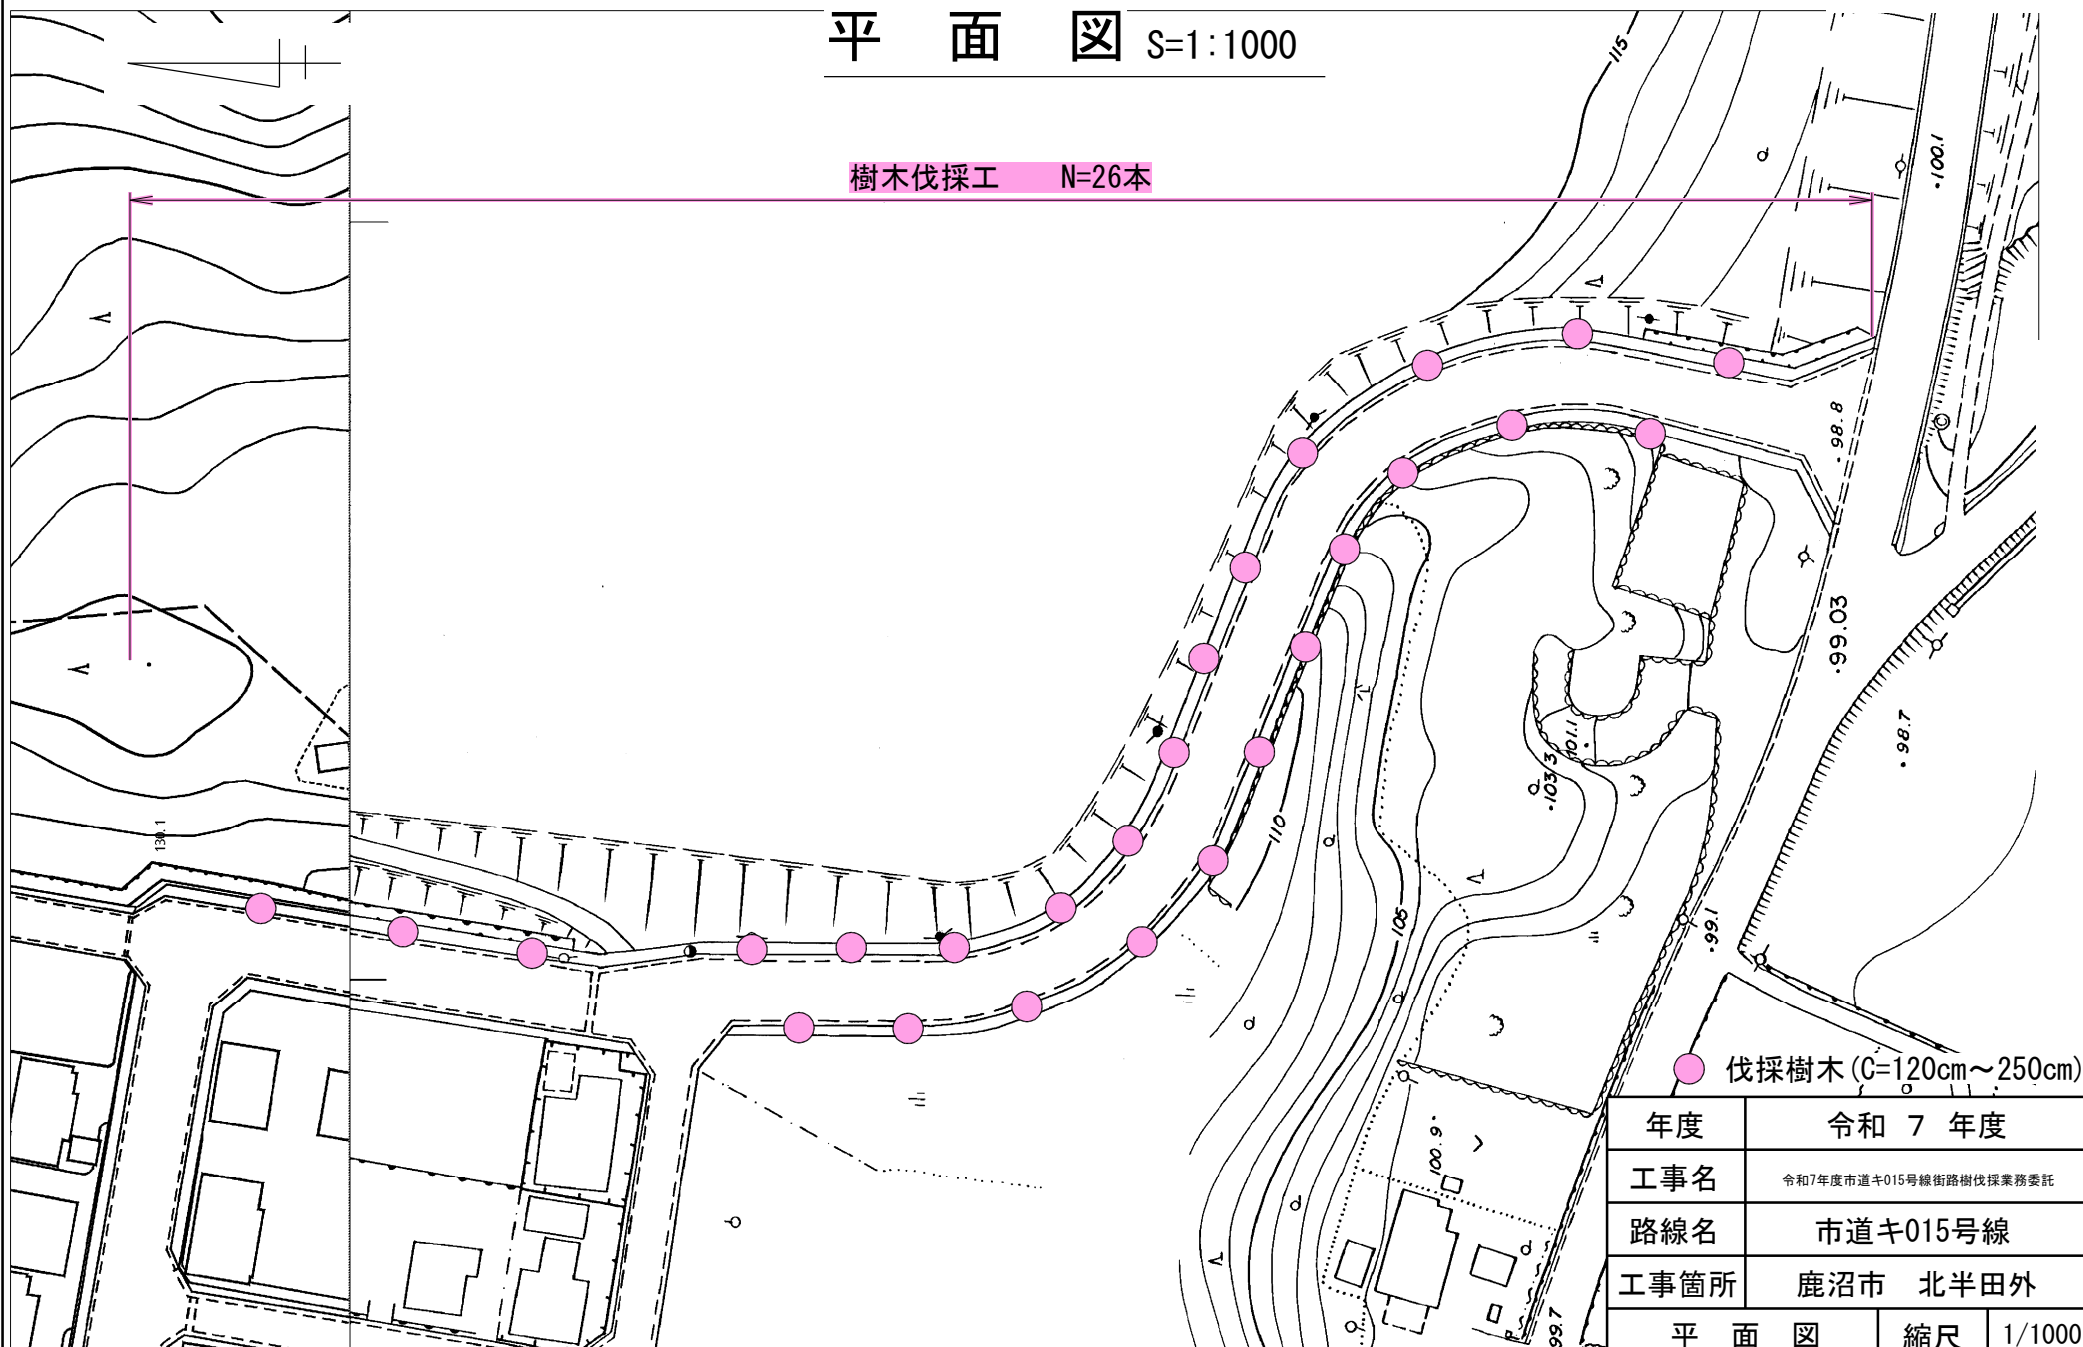 平 面 図 S=1:1000
樹木伐採工 N=26本
115
100.1
98.8
99.03
98.7
101.1
103.3
110
105
99.1
130.1
100.9
99.7
伐採樹木(C=120cm～250cm)
年度 令和 7 年度
工事名 令和7年度市道キ015号線街路樹伐採業務委託
路線名 市道キ015号線
工事箇所 鹿沼市 北半田外
平 面 図 縮尺 1/1000